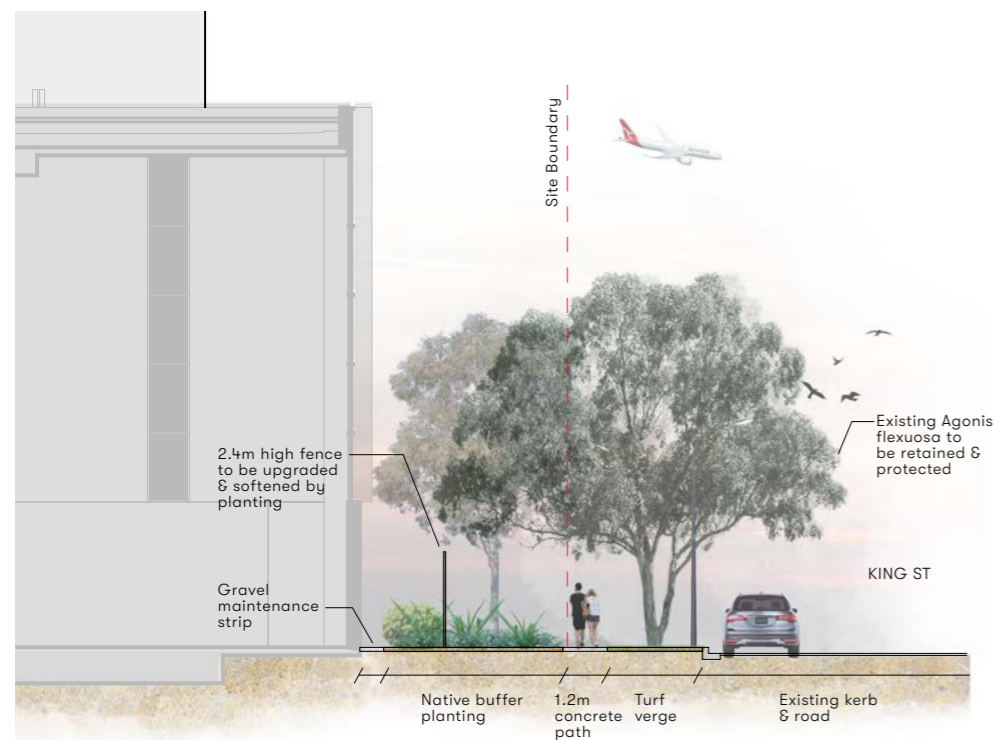 Site Boundary
2.4m high fence
to be upgraded
& softened by
planting
Existing Agonis
flexuosa to
be retained &
protected
KING ST
Gravel
maintenance
strip
Native buffer
planting
1.2m
concrete
path
Turf
verge
Existing kerb
& road